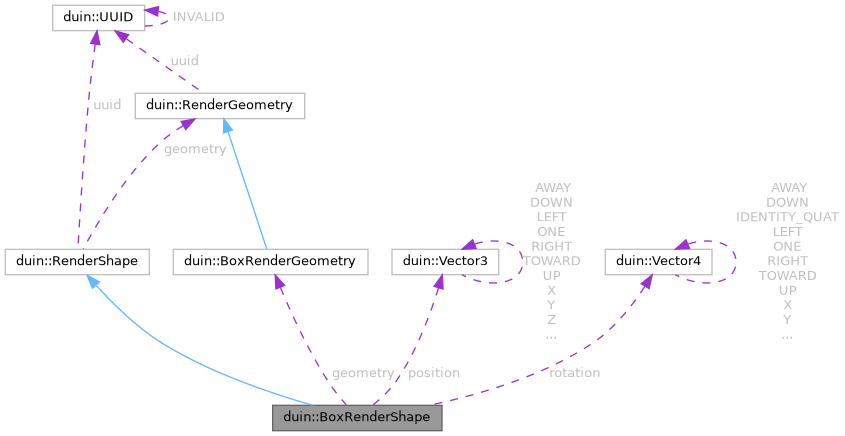 duin::UUID
INVALID
uuid
duin::RenderGeometry
uuid
geometry
AWAY
DOWN
LEFT
ONE
RIGHT
TOWARD
UP
X
Y
Z
...
AWAY
DOWN
IDENTITY_QUAT
LEFT
ONE
RIGHT
TOWARD
UP
X
Y
...
duin::RenderShape
duin::BoxRenderGeometry
duin::Vector3
duin::Vector4
geometry
position
rotation
duin::BoxRenderShape